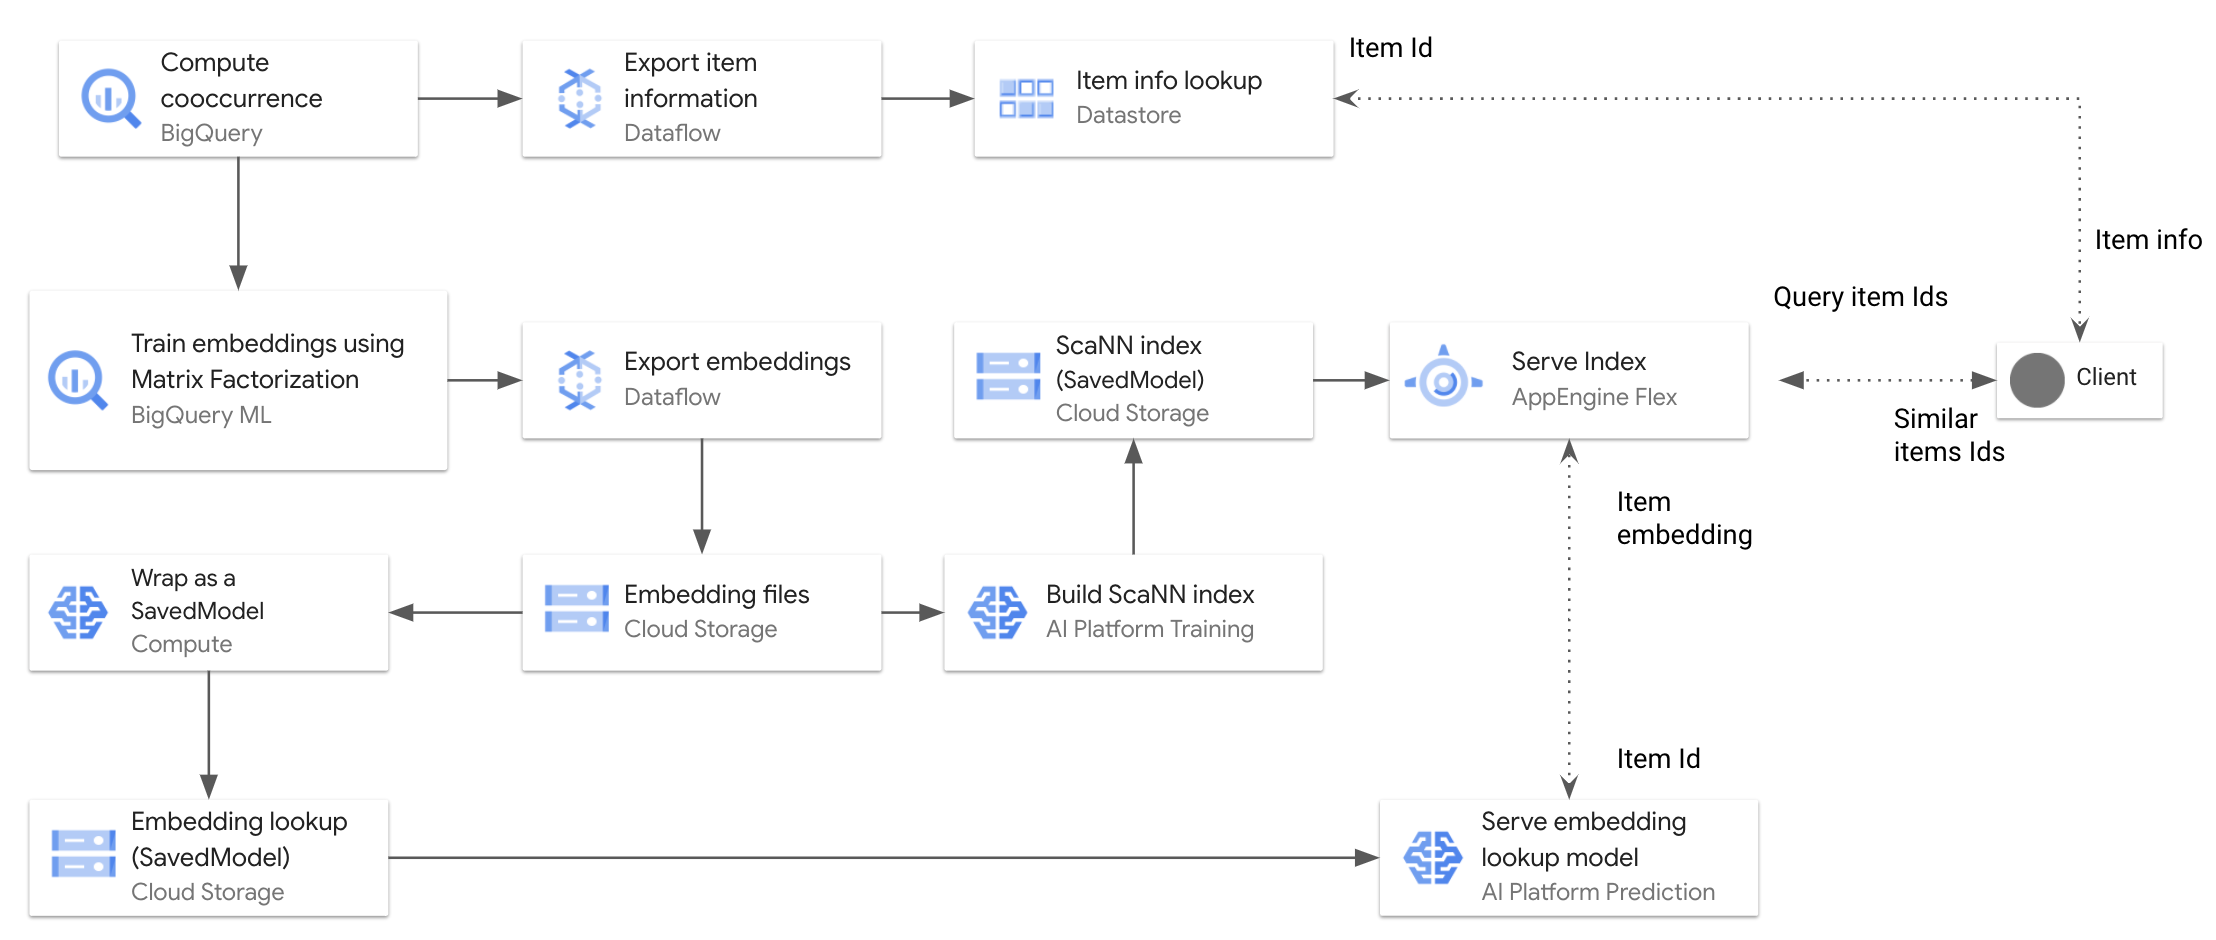 Compute
cooccurrence
BigQuery
Export item
information
Dataflow
Item info lookup
Datastore
Item Id
Item info
Train embeddings using
Matrix Factorization
BigQuery ML
Export embeddings
Dataflow
ScaNN index
(SavedModel)
Cloud Storage
Serve Index
AppEngine Flex
Query item Ids
Similar
items Ids
Client
Item
embedding
Wrap as a
SavedModel
Compute
Embedding files
Cloud Storage
Build ScaNN index
AI Platform Training
Item Id
Embedding lookup
(SavedModel)
Cloud Storage
Serve embedding
lookup model
AI Platform Prediction